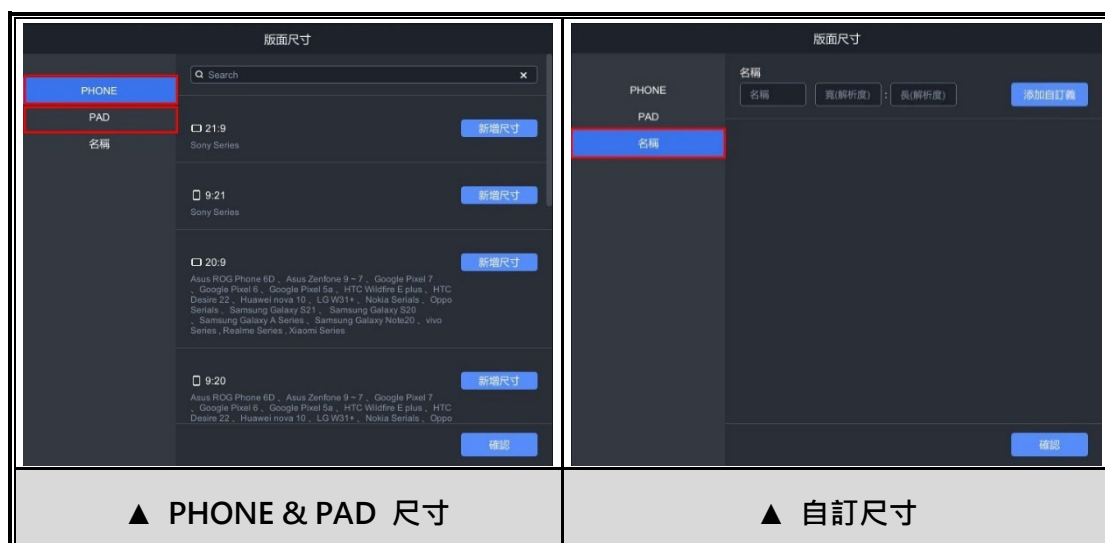 版面尺寸
PHONE
PAD
名稱
Search
21:9
新增尺寸
Sony Series
9:21
新增尺寸
Sony Series
20:9
新增尺寸
Asus ROG Phone 6D 、 Asus Zenfone 9 ~ 7 、 Google Pixel 7
、 Google Pixel 6 、 Google Pixel 5a 、 HTC Wildfire E plus 、 HTC
Desire 22 、 Huawei nova 10 、 LG W31+ 、 Nokia Serials 、 Oppo
Serials 、 Samsung Galaxy S21 、 Samsung Galaxy S20
、 Samsung Galaxy A Series 、 Samsung Galaxy Note20 、 vivo
Series , Realme Series , Xiaomi Series
9:20
新增尺寸
Asus ROG Phone 6D 、 Asus Zenfone 9 ~ 7 、 Google Pixel 7
、 Google Pixel 6 、 Google Pixel 5a 、 HTC Wildfire E plus 、 HTC
Desire 22 、 Huawei nova 10 、 LG W31+ 、 Nokia Serials 、 Oppo
確認
▲ PHONE & PAD 尺寸
版面尺寸
PHONE
PAD
名稱
名稱
名稱 寬(解析度) : 長(解析度) 添加自訂義
確認
▲ 自訂尺寸